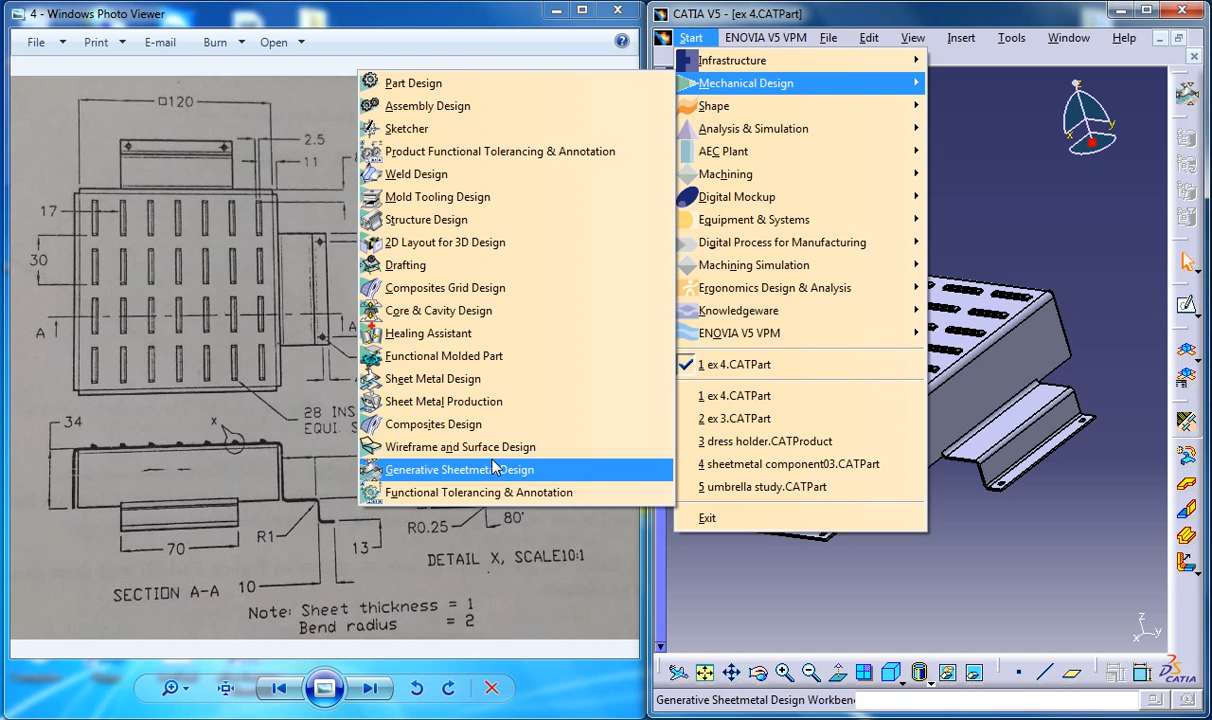 4 - Windows Photo Viewer
File
Print
E-mail
Burn
Open
□120
2.5
11
17
30
A
A
28 INS
EQUI. S
34
x
R1
13
70
10
R0.25
80°
DETAIL X, SCALE10:1
SECTION A-A
Note: Sheet thickness = 1
Bend radius = 2
Part Design
Assembly Design
Sketcher
Product Functional Tolerancing & Annotation
Weld Design
Mold Tooling Design
Structure Design
2D Layout for 3D Design
Drafting
Composites Grid Design
Core & Cavity Design
Healing Assistant
Functional Molded Part
Sheet Metal Design
Sheet Metal Production
Composites Design
Wireframe and Surface Design
Generative Sheetmetal Design
Functional Tolerancing & Annotation
CATIA V5 - [ex 4.CATPart]
Start
ENOVIA V5 VPM
File
Edit
View
Insert
Tools
Window
Help
Infrastructure
Mechanical Design
Shape
Analysis & Simulation
AEC Plant
Machining
Digital Mockup
Equipment & Systems
Digital Process for Manufacturing
Machining Simulation
Ergonomics Design & Analysis
Knowledgeware
ENOVIA V5 VPM
1 ex 4.CATPart
1 ex 4.CATPart
2 ex 3.CATPart
3 dress holder.CATProduct
4 sheetmetal component03.CATPart
5 umbrella study.CATPart
Exit
x
y
z
z
x
y
CATIA
Generative Sheetmetal Design Workben